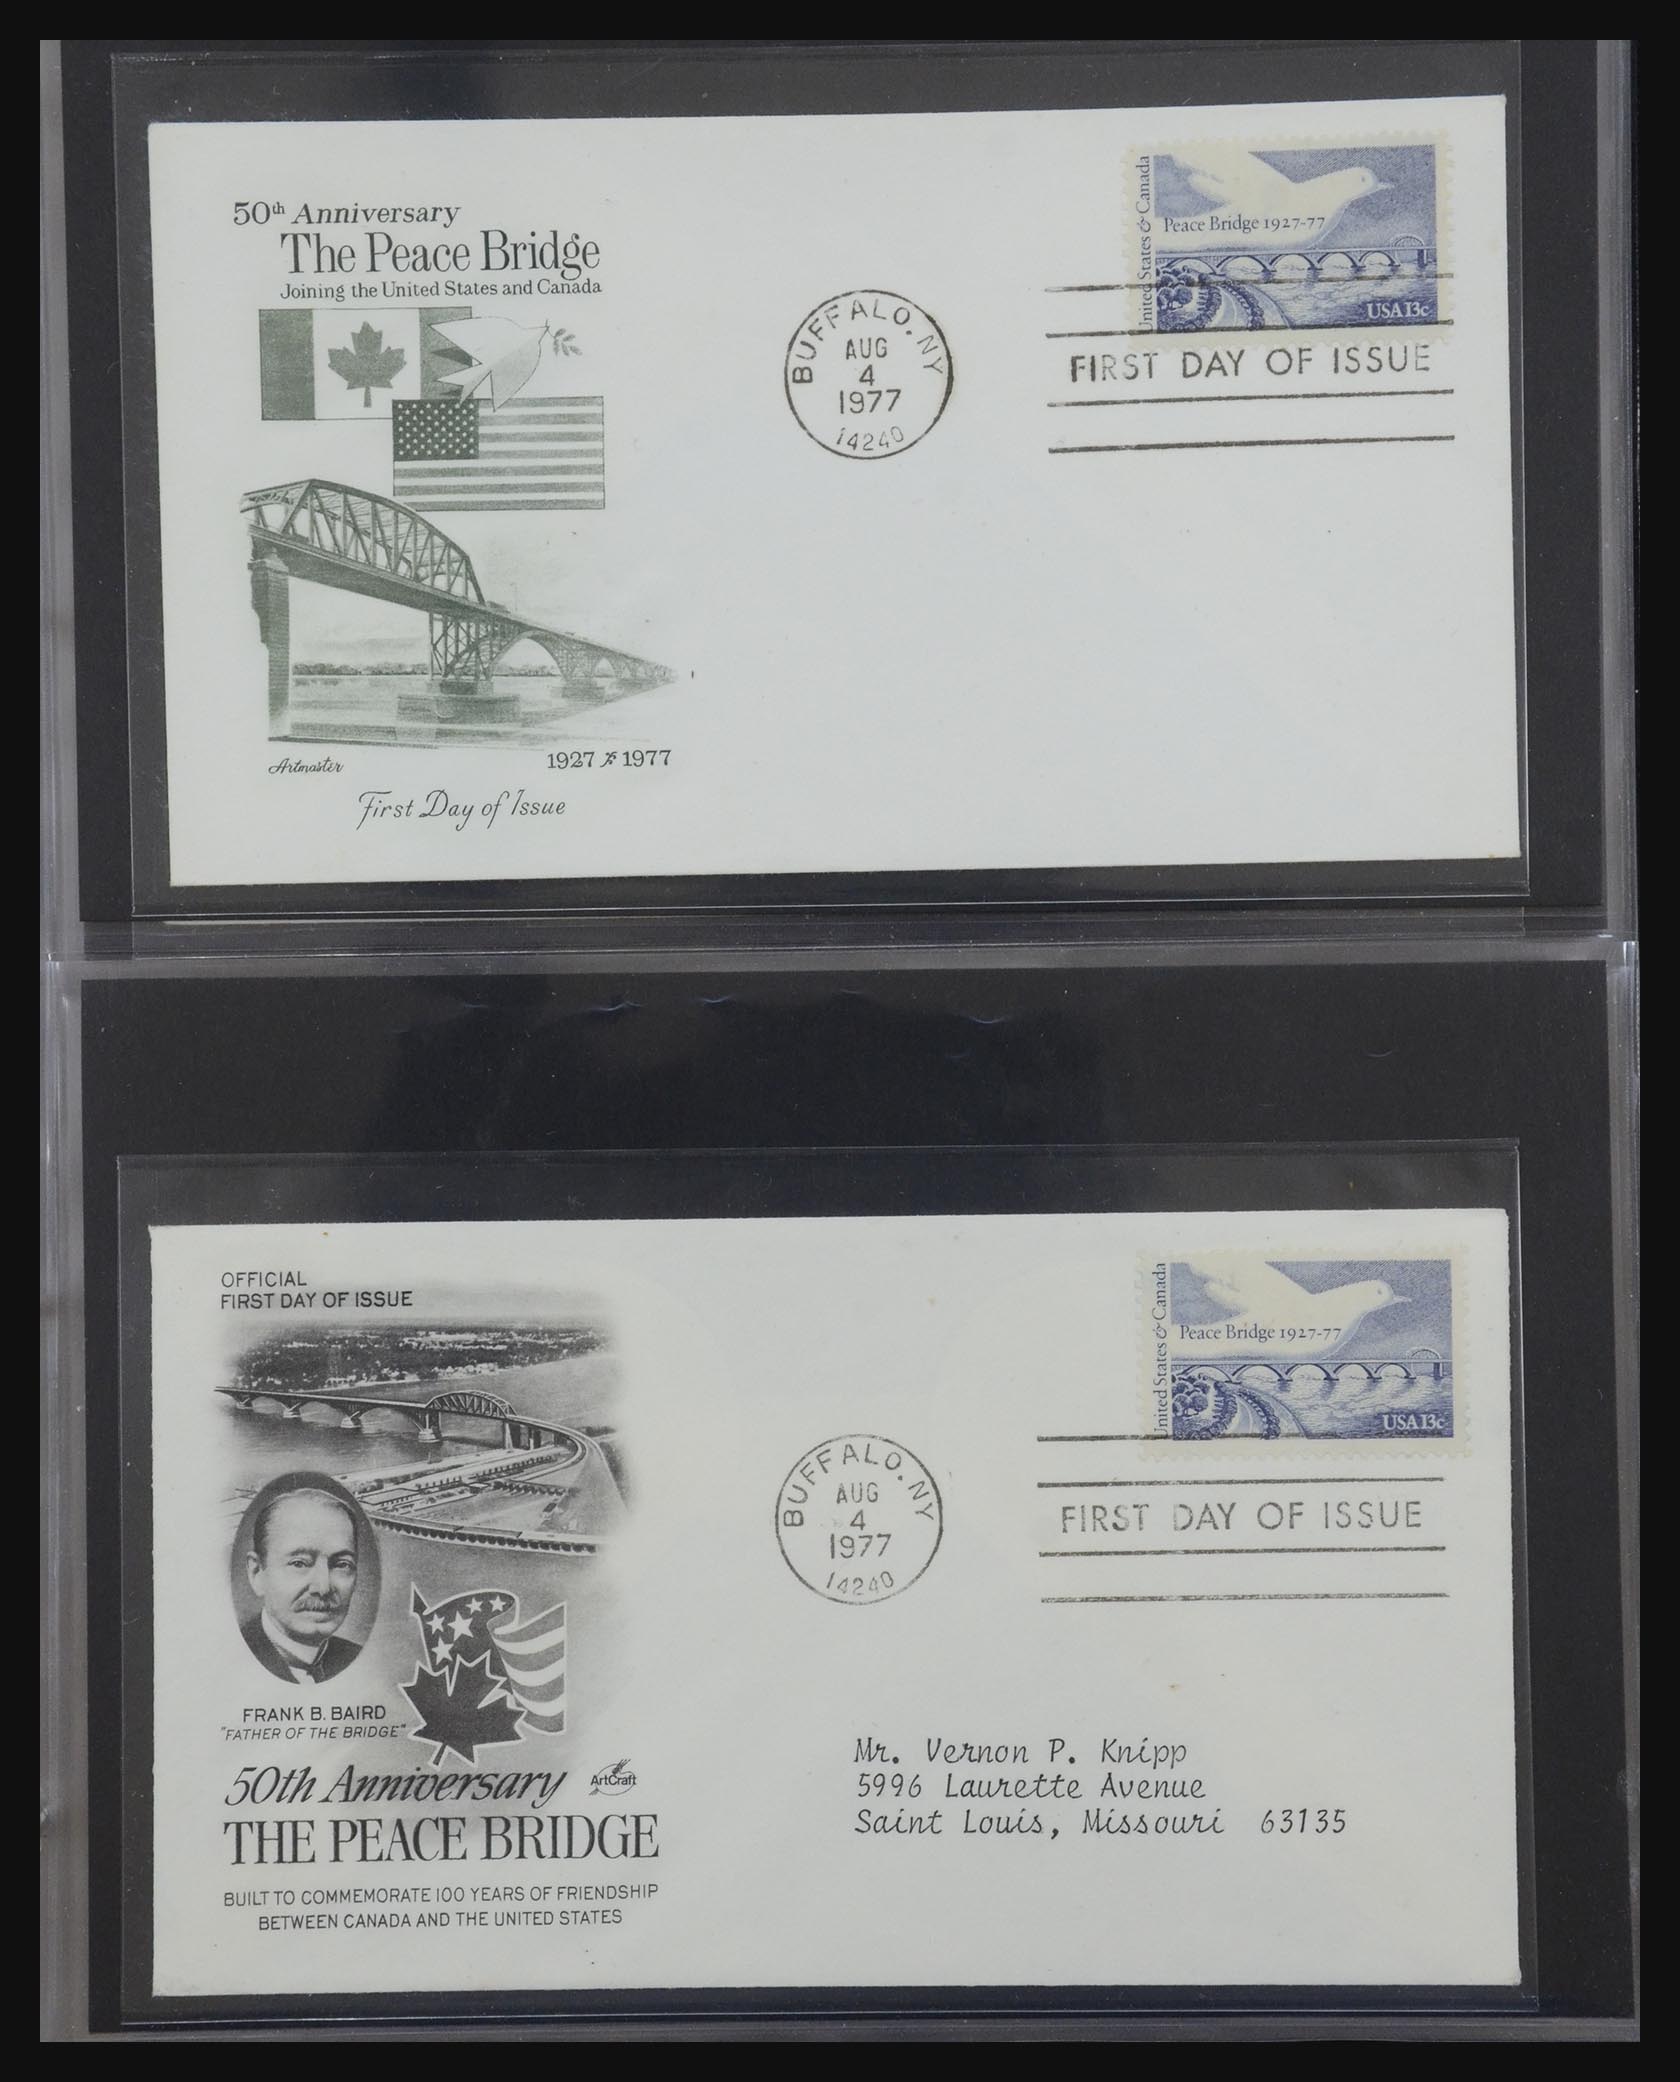 50th Anniversary
The Peace Bridge
Joining the United States and Canada
Artmaster
1927 1977
First Day of Issue
BUFFALO. NY
AUG
4
1977
14240
United States & Canada
Peace Bridge 1927-77
USA 13c
FIRST DAY OF ISSUE
OFFICIAL
FIRST DAY OF ISSUE
FRANK B. BAIRD
"FATHER OF THE BRIDGE"
50th Anniversary
ArtCraft
THE PEACE BRIDGE
BUILT TO COMMEMORATE 100 YEARS OF FRIENDSHIP
BETWEEN CANADA AND THE UNITED STATES
BUFFALO. NY
AUG
4
1977
14240
United States & Canada
Peace Bridge 1927-77
USA 13c
FIRST DAY OF ISSUE
Mr. Vernon P. Knipp
5996 Laurette Avenue
Saint Louis, Missouri 63135